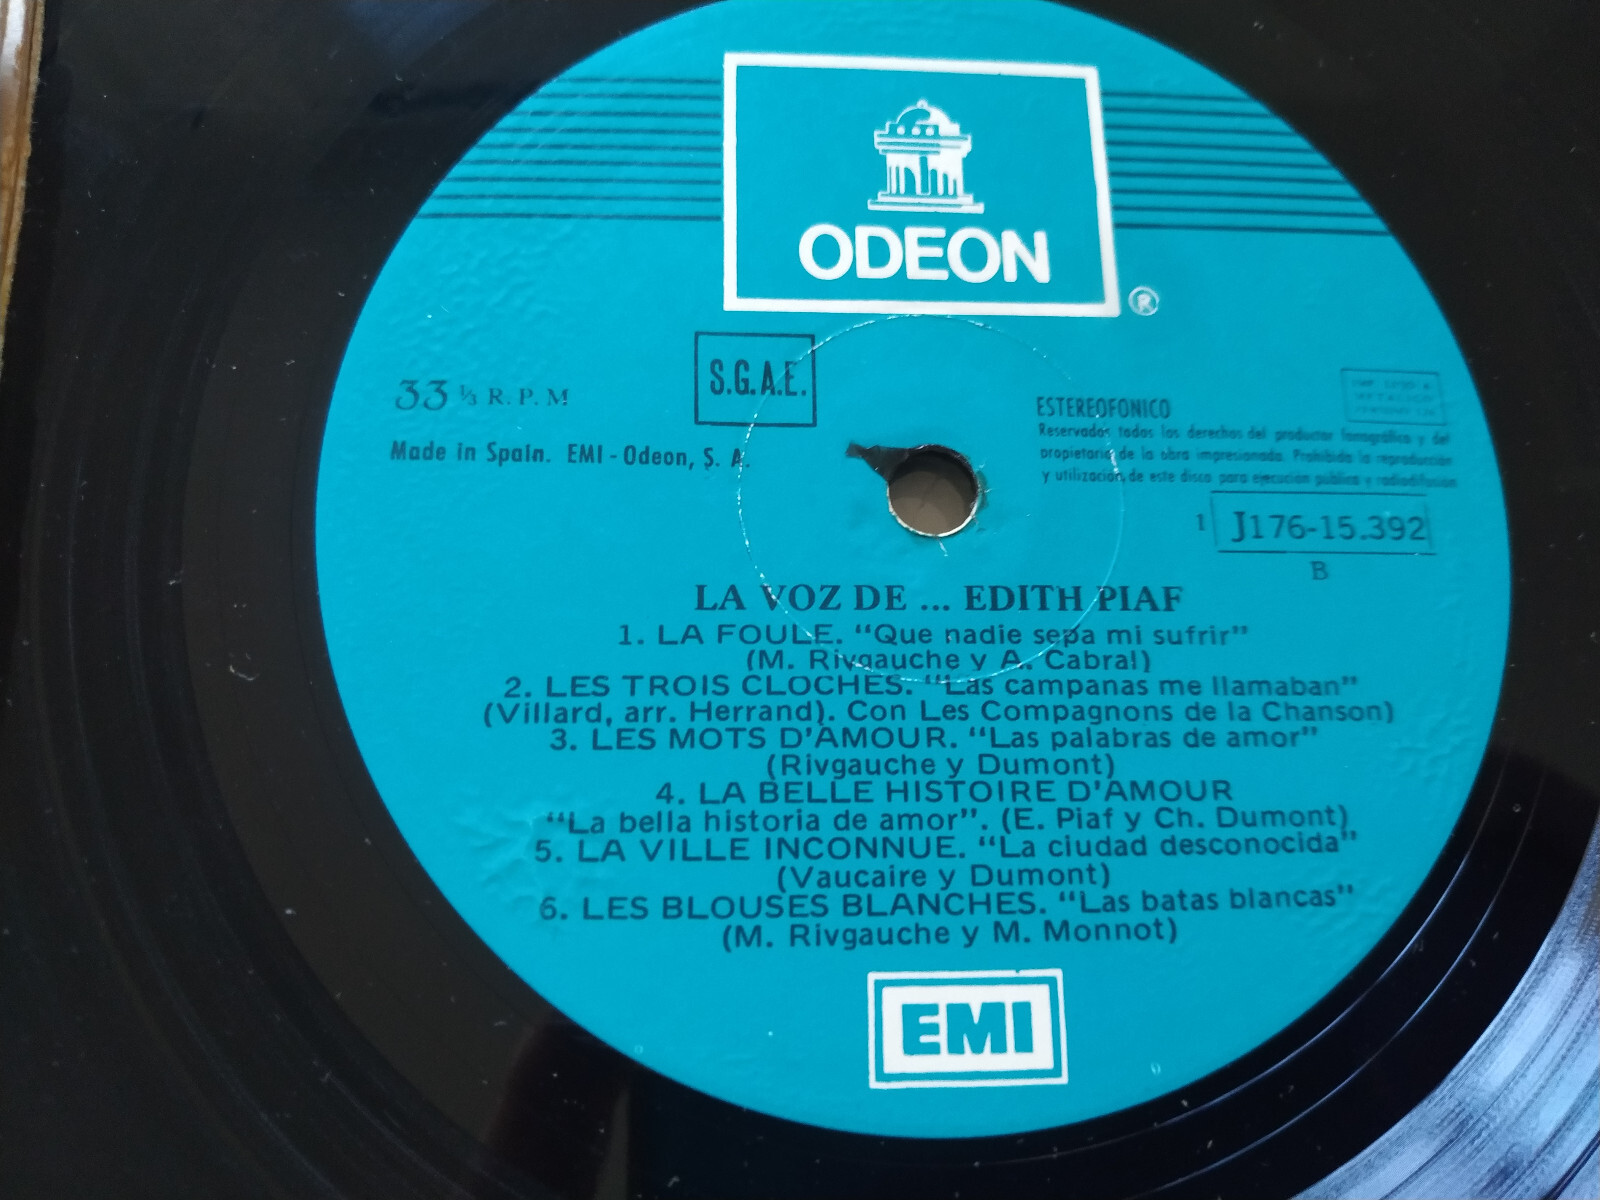 ODEON
®
S.G.A.E.
33 ⅓ R. P. M
Made in Spain. EMI - Odeon, S. A.
ESTEREOFONICO
Reservados todos los derechos del productor fonográfico y del
propietario de la obra impresionada. Prohibida la reproducción
y utilización de este disco para ejecución pública y radiodifusión
1 J176-15.392
B
LA VOZ DE ... EDITH PIAF
1. LA FOULE. "Que nadie sepa mi sufrir"
(M. Rivgauche y A. Cabral)
2. LES TROIS CLOCHES. "Las campanas me llamaban"
(Villard, arr. Herrand). Con Les Compagnons de la Chanson)
3. LES MOTS D'AMOUR. "Las palabras de amor"
(Rivgauche y Dumont)
4. LA BELLE HISTOIRE D'AMOUR
"La bella historia de amor". (E. Piaf y Ch. Dumont)
5. LA VILLE INCONNUE. "La ciudad desconocida"
(Vaucaire y Dumont)
6. LES BLOUSES BLANCHES. "Las batas blancas"
(M. Rivgauche y M. Monnot)
EMI